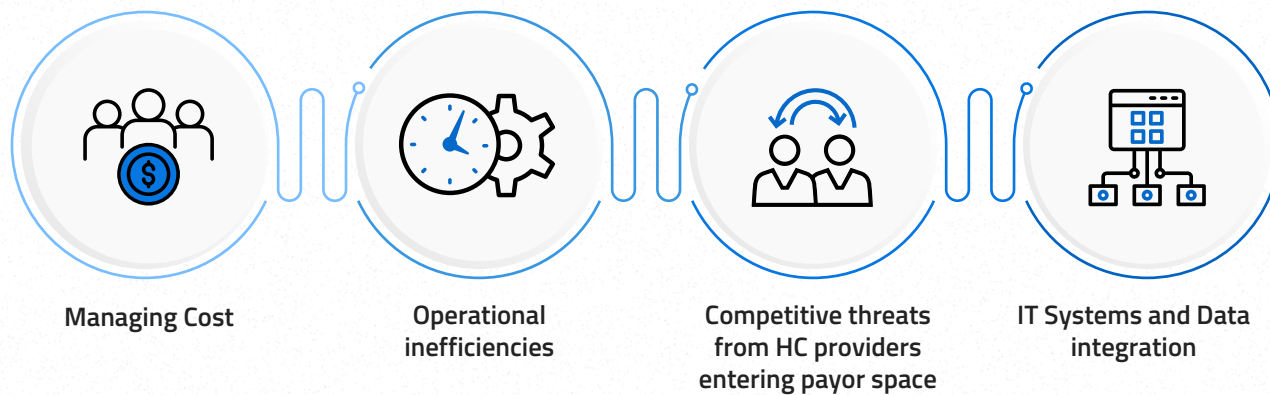 $
Managing Cost
Operational
inefficiencies
Competitive threats
from HC providers
entering payor space
IT Systems and Data
integration